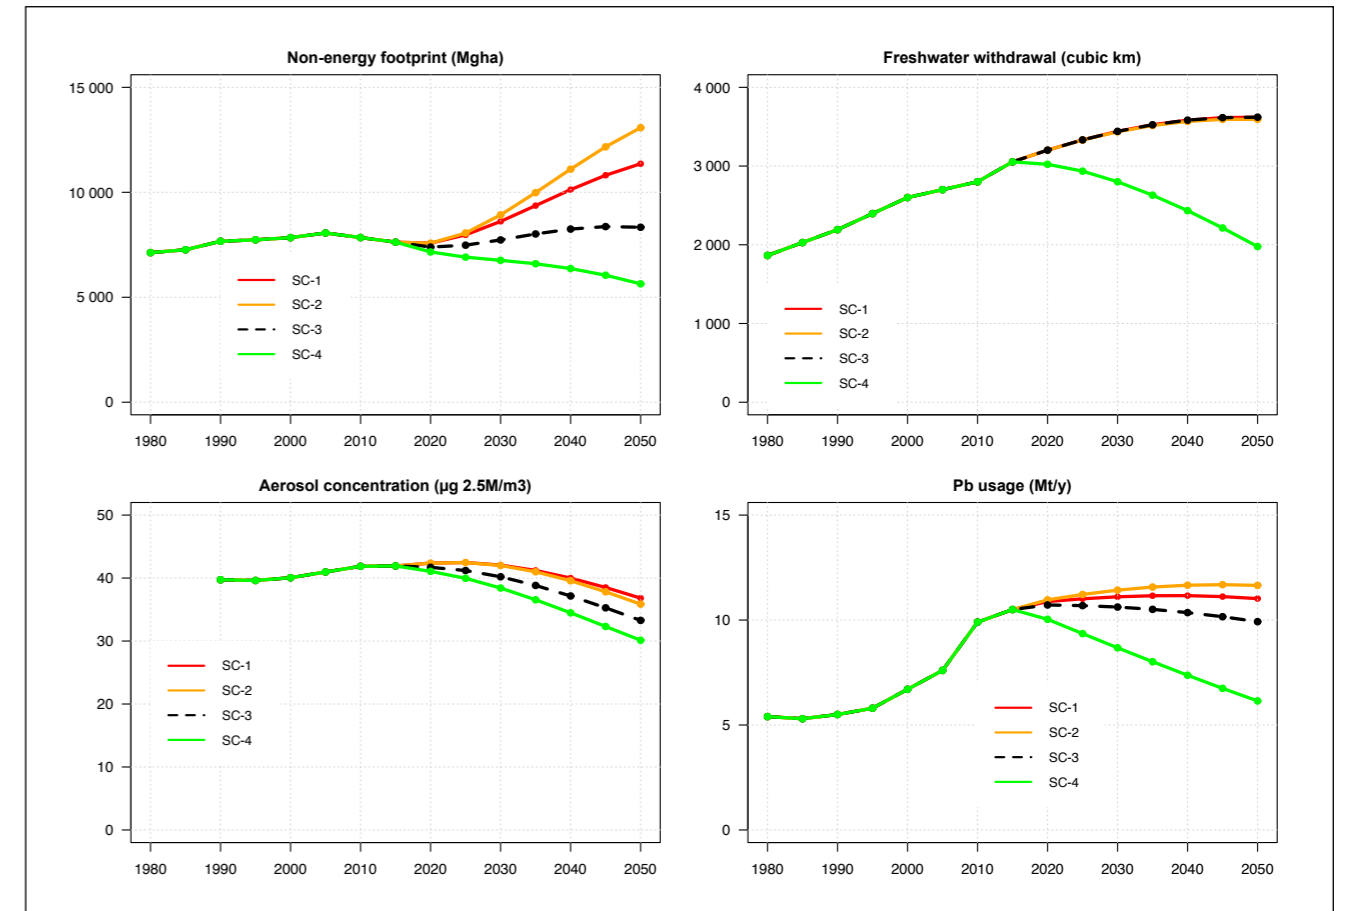 Non-energy footprint (Mgha)
15 000
10 000
5 000
0
SC-1
SC-2
SC-3
SC-4
1980 1990 2000 2010 2020 2030 2040 2050
Freshwater withdrawal (cubic km)
4 000
3 000
2 000
1 000
0
SC-1
SC-2
SC-3
SC-4
1980 1990 2000 2010 2020 2030 2040 2050
Aerosol concentration (µg 2.5M/m3)
50
40
30
20
10
0
SC-1
SC-2
SC-3
SC-4
1980 1990 2000 2010 2020 2030 2040 2050
Pb usage (Mt/y)
15
10
5
0
SC-1
SC-2
SC-3
SC-4
1980 1990 2000 2010 2020 2030 2040 2050